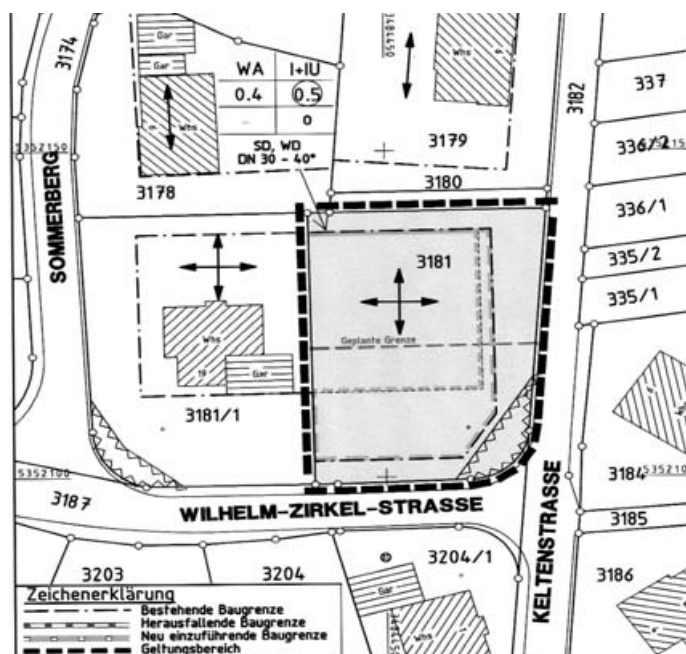 3174
Gar
Gar
Whs
WA I+IU
0.4 0.5
- o
SD, WD
DN 30 - 40°
3484450
Whs
3182
337
336/2
336/1
335/2
335/1
5352150
3178
3179
3180
SOMMERBERG
3181
Geplante Grenze
Whs
19
Gar
3181/1
5352100
3187
WILHELM-ZIRKEL-STRASSE
KELTENSTRASSE
3184
5352100
3185
3186
3203
3204
3204/1
Gar
Whs
Zeichenerklärung
Bestehende Baugrenze
Herausfallende Baugrenze
Neu einzuführende Baugrenze
Geltungsbereich